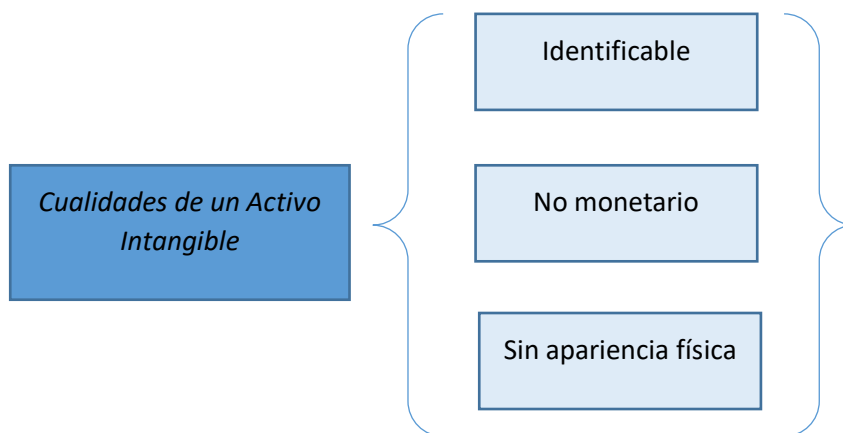 Cualidades de un Activo
Intangible
Identificable
No monetario
Sin apariencia física